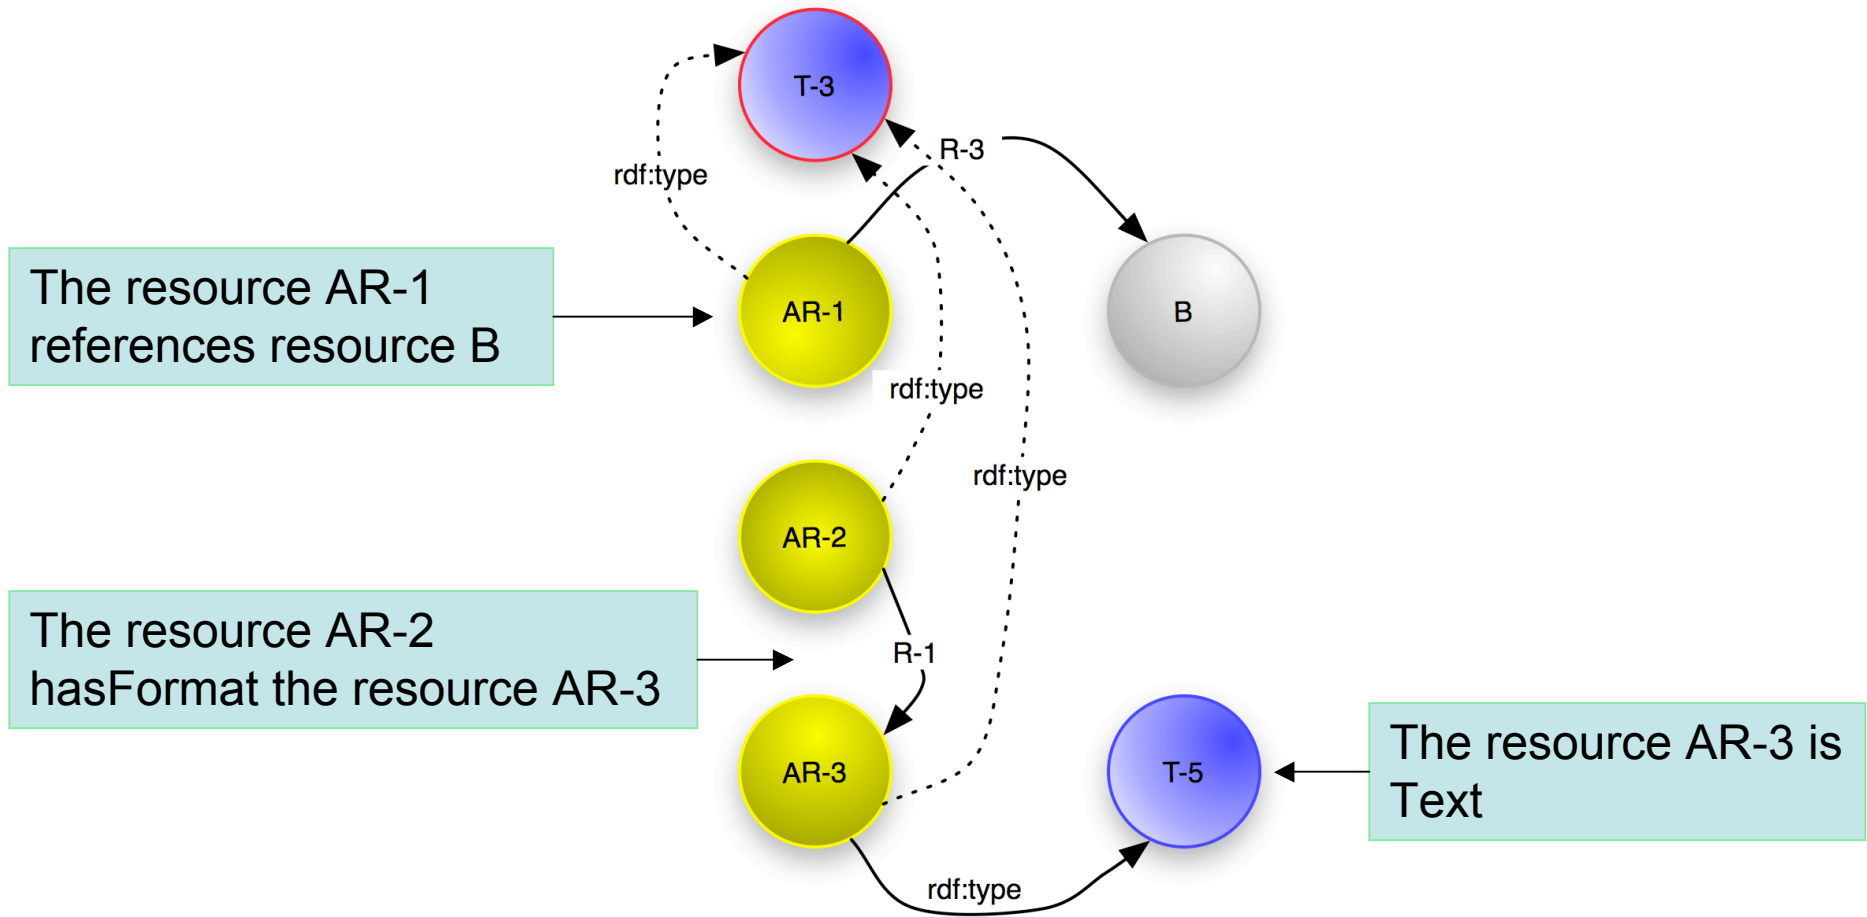 T-3
R-3
rdf:type
The resource AR-1
references resource B
AR-1
B
rdf:type
rdf:type
AR-2
The resource AR-2
hasFormat the resource AR-3
R-1
AR-3
T-5
The resource AR-3 is
Text
rdf:type